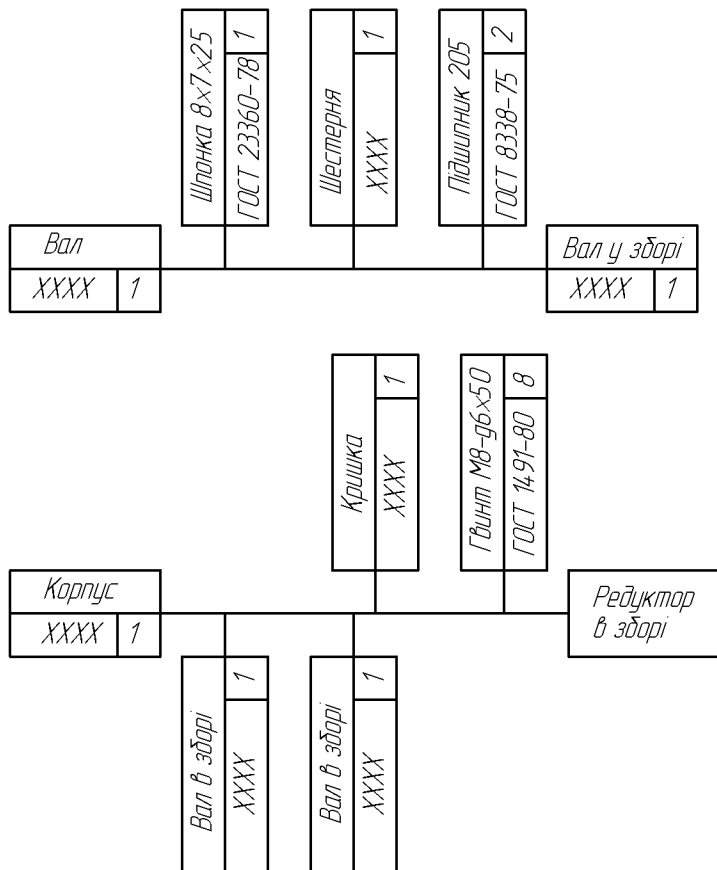 Шпонка 8×7×25
1
ГОСТ 23360-78
Шестерня
1
XXXX
Підшипник 205
2
ГОСТ 8338-75
Вал
XXXX 1
Вал у зборі
XXXX 1
Кришка
1
XXXX
Гвинт М8-g6×50
8
ГОСТ 1491-80
Корпус
XXXX 1
Редуктор
в зборі
Вал в зборі
1
XXXX
Вал в зборі
1
XXXX